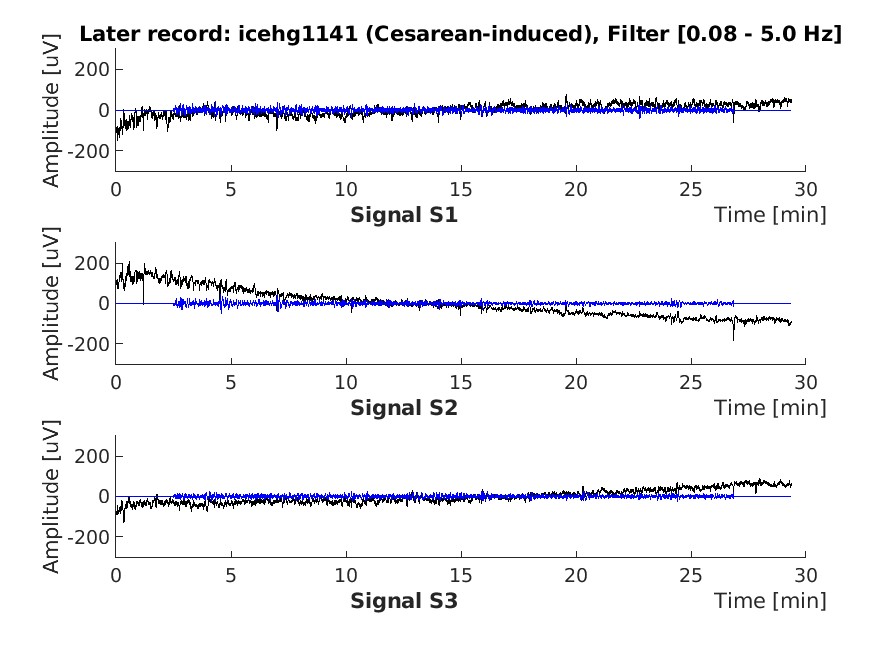 Later record: icehg1141 (Cesarean-induced), Filter [0.08 - 5.0 Hz]
Amplitude [uV]
200
0
-200
0 5 10 15 20 25 30
Signal S1 Time [min]
Amplitude [uV]
200
0
-200
0 5 10 15 20 25 30
Signal S2 Time [min]
Amplitude [uV]
200
0
-200
0 5 10 15 20 25 30
Signal S3 Time [min]